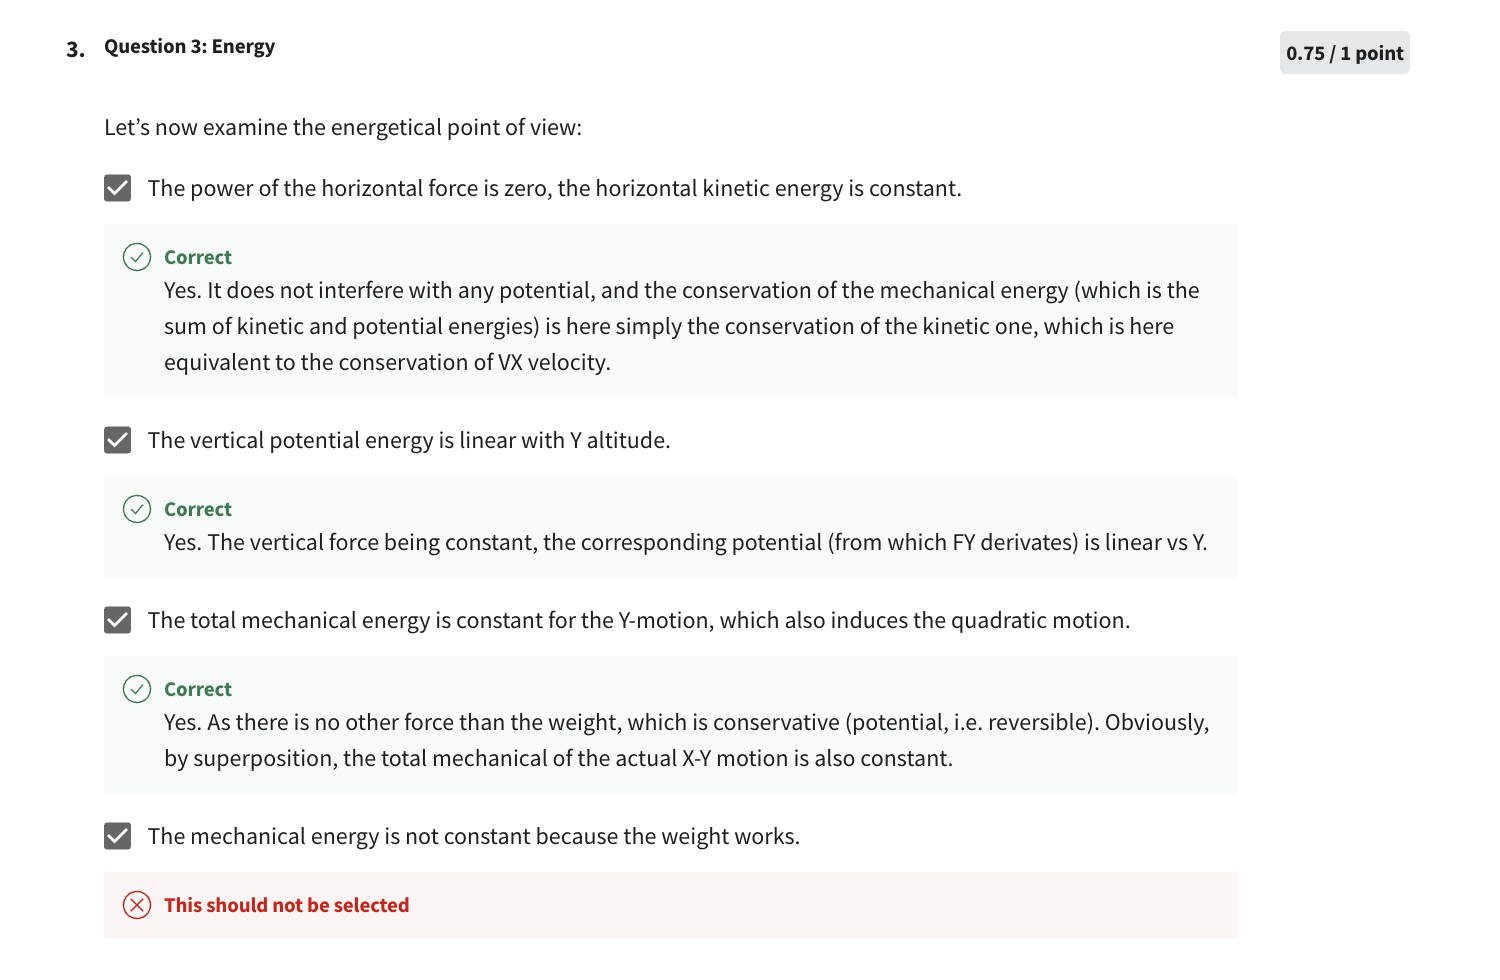 3. Question 3: Energy
0.75 / 1 point
Let’s now examine the energetical point of view:
The power of the horizontal force is zero, the horizontal kinetic energy is constant.
Correct
Yes. It does not interfere with any potential, and the conservation of the mechanical energy (which is the
sum of kinetic and potential energies) is here simply the conservation of the kinetic one, which is here
equivalent to the conservation of VX velocity.
The vertical potential energy is linear with Y altitude.
Correct
Yes. The vertical force being constant, the corresponding potential (from which FY derivates) is linear vs Y.
The total mechanical energy is constant for the Y-motion, which also induces the quadratic motion.
Correct
Yes. As there is no other force than the weight, which is conservative (potential, i.e. reversible). Obviously,
by superposition, the total mechanical of the actual X-Y motion is also constant.
The mechanical energy is not constant because the weight works.
This should not be selected